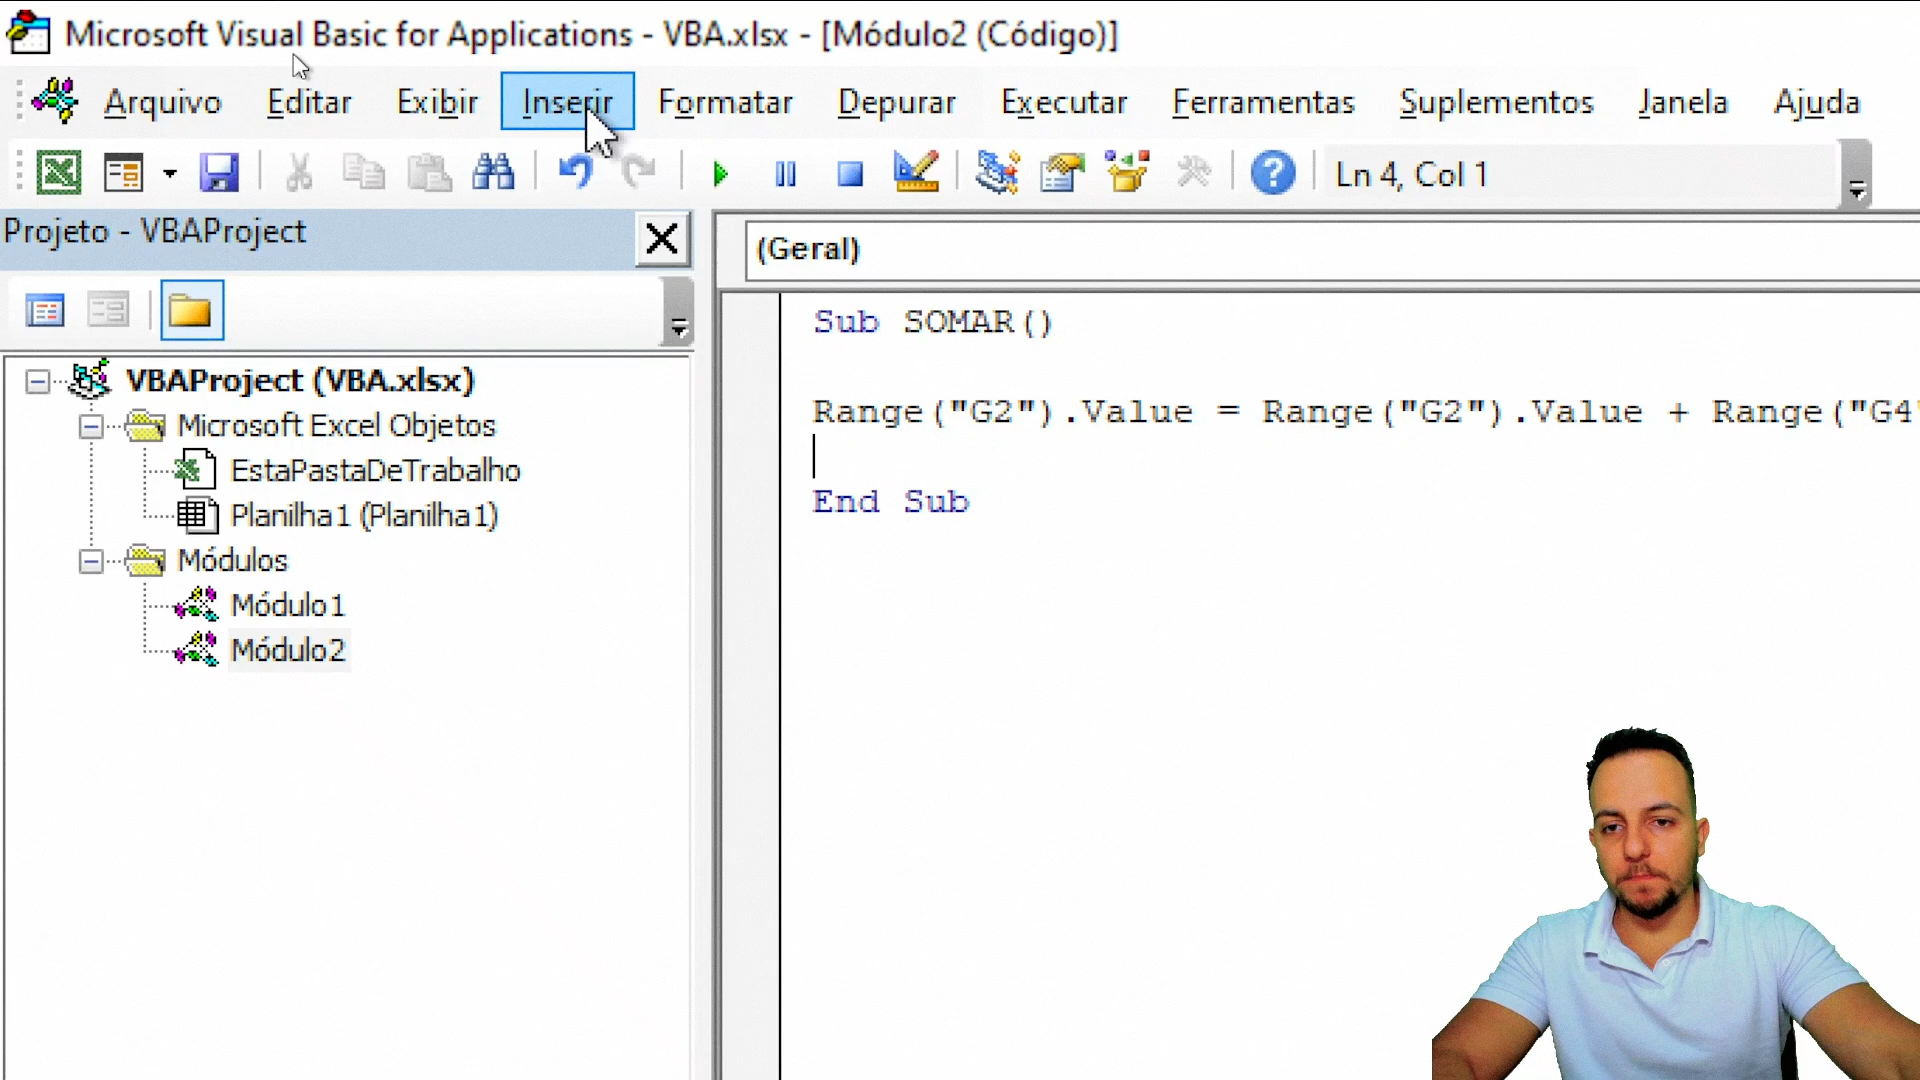 Microsoft Visual Basic for Applications - VBA.xlsx - [Módulo2 (Código)]
Arquivo Editar Exibir Inserir Formatar Depurar Executar Ferramentas Suplementos Janela Ajuda
Ln 4, Col 1
Projeto - VBAProject
(Geral)
Sub SOMAR()
Range("G2").Value = Range("G2").Value + Range("G4"
End Sub
VBAProject (VBA.xlsx)
Microsoft Excel Objetos
EstaPastaDeTrabalho
Planilha1 (Planilha1)
Módulos
Módulo1
Módulo2